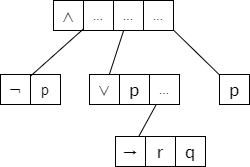 ∧ ... ... ...
¬ p ∨ p ... p
→ r q